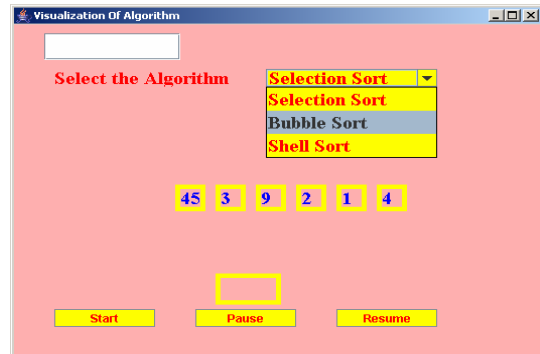 Visualization Of Algorithm
Select the Algorithm Selection Sort
Selection Sort
Bubble Sort
Shell Sort
45 3 9 2 1 4
Start Pause Resume